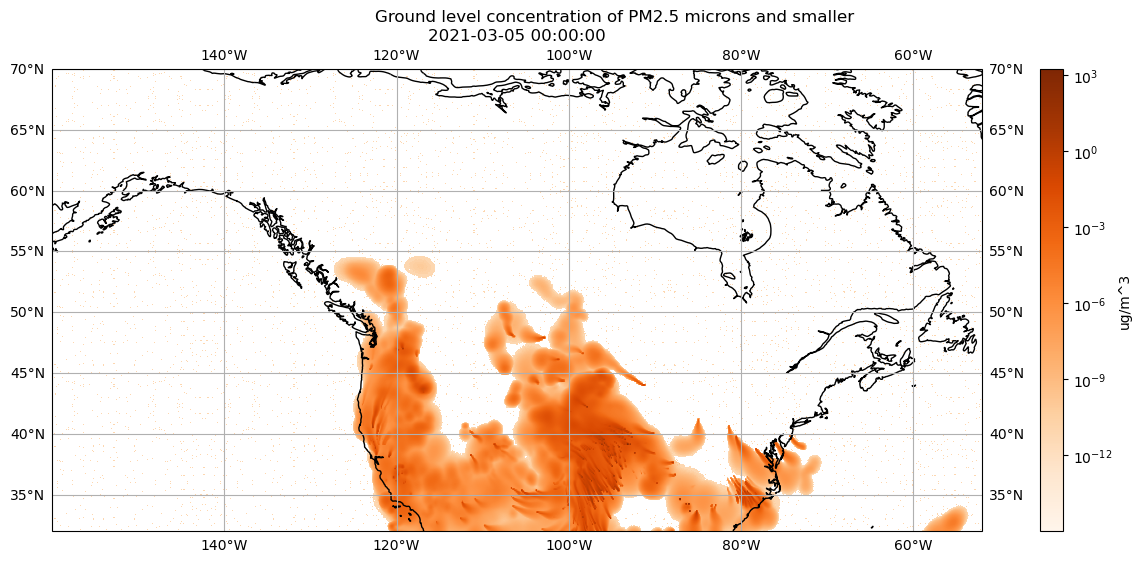 Ground level concentration of PM2.5 microns and smaller
2021-03-05 00:00:00
140°W 120°W 100°W 80°W 60°W
70°N 70°N 10^3
65°N 65°N
10^0
60°N 60°N
10^-3
55°N 55°N
50°N 50°N 10^-6
ug/m^3
45°N 45°N
10^-9
40°N 40°N
10^-12
35°N 35°N
140°W 120°W 100°W 80°W 60°W